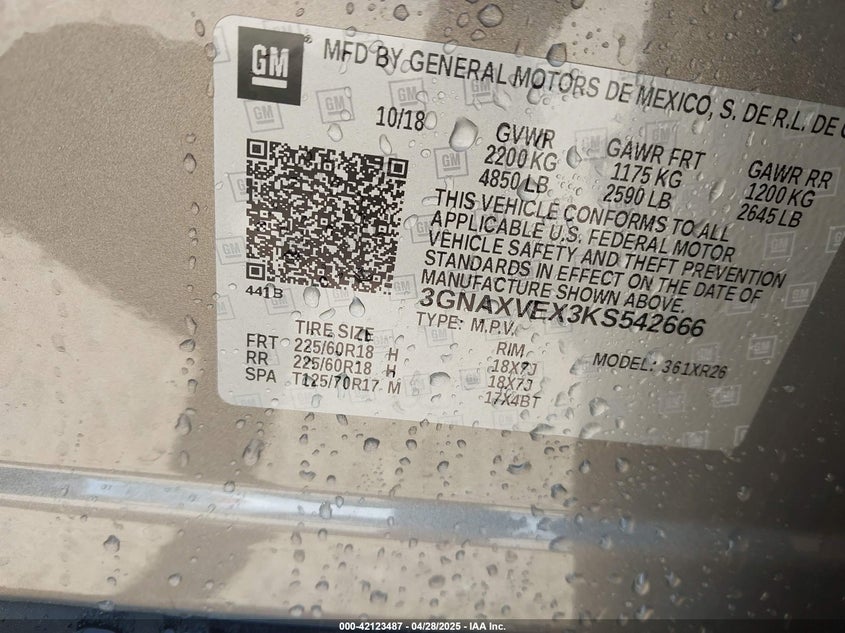 GM
MFD BY GENERAL MOTORS DE MEXICO, S. DE R.L. DE
10/18
GVWR GAWR FRT GAWR RR
2200 KG 1175 KG 1200 KG
4850 LB 2590 LB 2645 LB
THIS VEHICLE CONFORMS TO ALL
APPLICABLE U.S. FEDERAL MOTOR
VEHICLE SAFETY AND THEFT PREVENTION
STANDARDS IN EFFECT ON THE DATE OF
MANUFACTURE SHOWN ABOVE.
441B
3GNAXVEX3KS542666
TYPE: M.P.V.
MODEL: 361XR26
TIRE SIZE RIM
FRT 225/60R18 H 18X7J
RR 225/60R18 H 18X7J
SPA T125/70R17 M 17X4BT
000-42123487 - 04/28/2025 - IAA Inc.